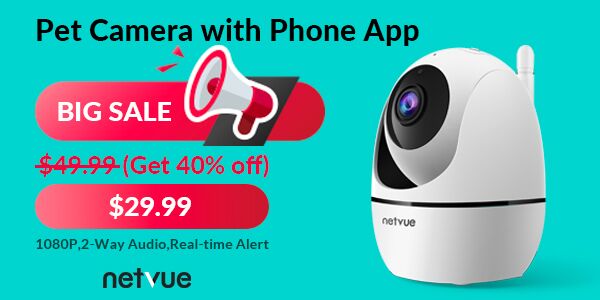 Pet Camera with Phone App
BIG SALE
$49.99 (Get 40% off)
$29.99
1080P,2-Way Audio,Real-time Alert
netvue
netvue